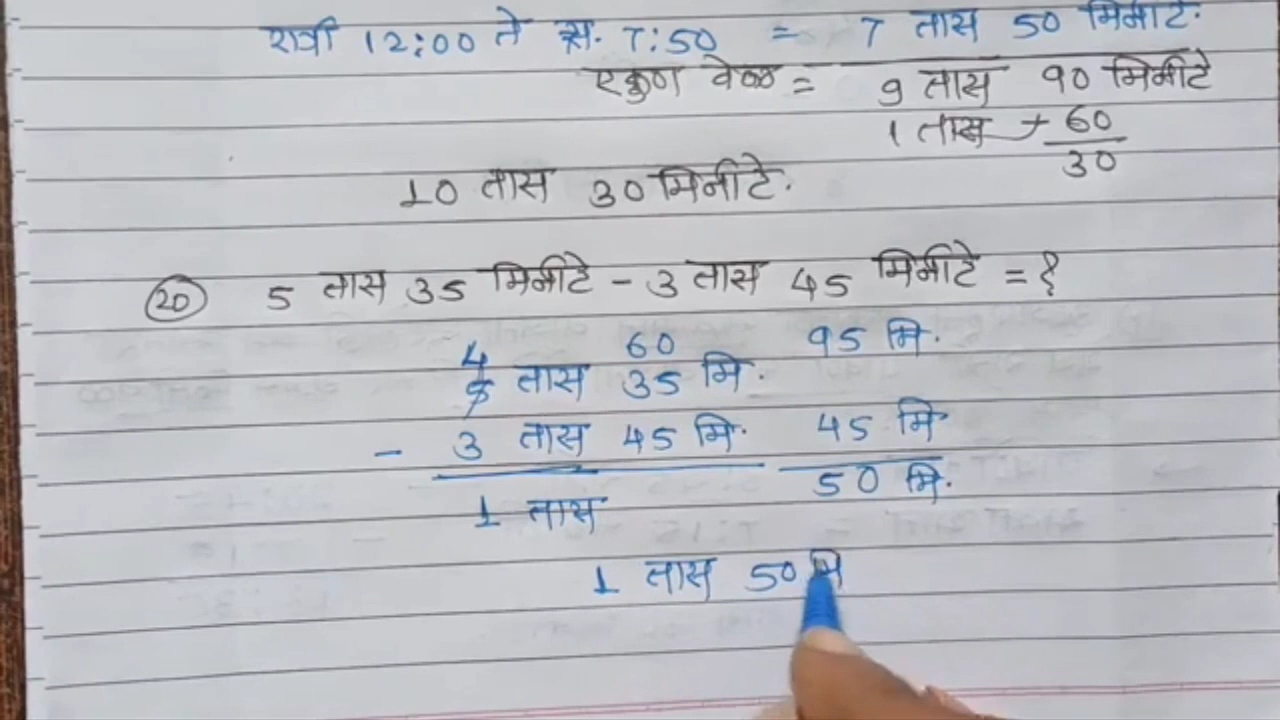 रात्री 12:00 ते स. 7:50 = 7 तास 50 मिनीटे.
एकुण वेळ = 9 तास 90 मिनीटे
1 तास → 60
30
10 तास 30 मिनीटे.
20 5 तास 35 मिनीटे - 3 तास 45 मिनीटे = ?
4 60 95 मि.
5 तास 35 मि.
- 3 तास 45 मि. 45 मि
1 तास 50 मि.
1 तास 50 मि